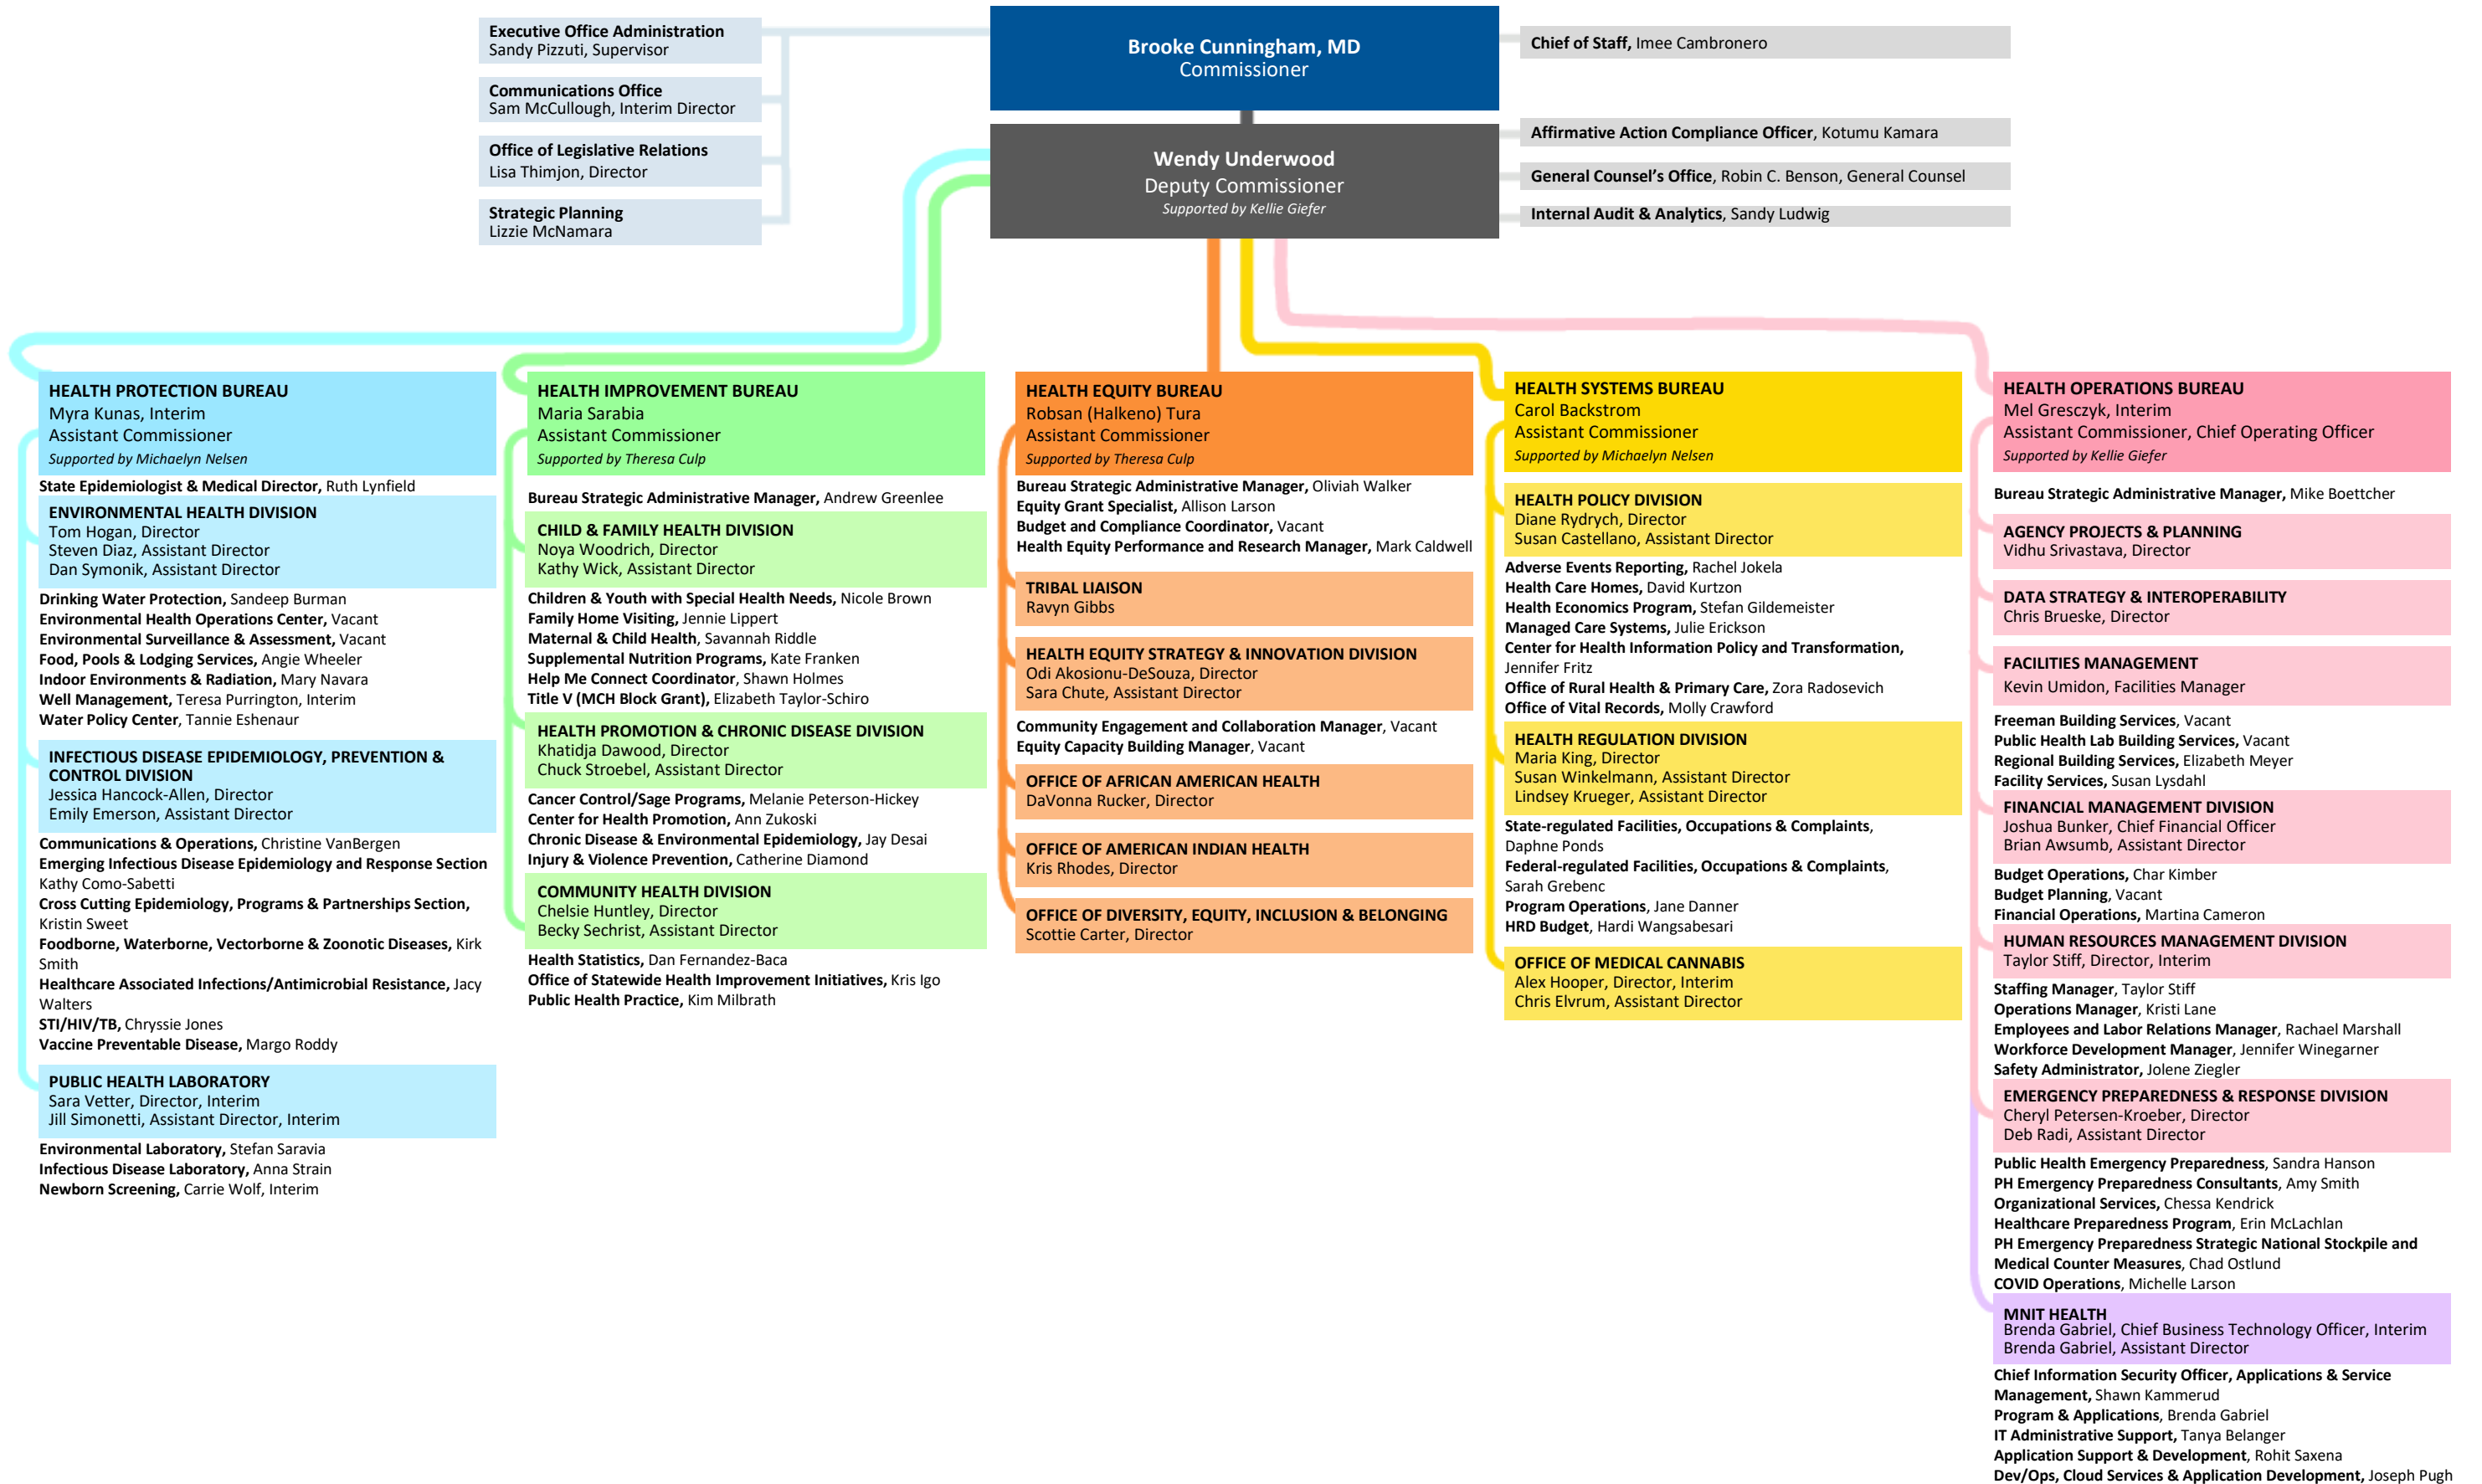 Executive Office Administration
Sandy Pizzuti, Supervisor
Communications Office
Sam McCullough, Interim Director
Office of Legislative Relations
Lisa Thimjon, Director
Strategic Planning
Lizzie McNamara
Brooke Cunningham, MD
Commissioner
Wendy Underwood
Deputy Commissioner
Supported by Kellie Giefer
Chief of Staff, Imee Cambronero
Affirmative Action Compliance Officer, Kotumu Kamara
General Counsel's Office, Robin C. Benson, General Counsel
Internal Audit & Analytics, Sandy Ludwig
HEALTH PROTECTION BUREAU
Myra Kunas, Interim
Assistant Commissioner
Supported by Michaelyn Nelsen
State Epidemiologist & Medical Director, Ruth Lynfield
ENVIRONMENTAL HEALTH DIVISION
Tom Hogan, Director
Steven Diaz, Assistant Director
Dan Symonik, Assistant Director
Drinking Water Protection, Sandeep Burman
Environmental Health Operations Center, Vacant
Environmental Surveillance & Assessment, Vacant
Food, Pools & Lodging Services, Angie Wheeler
Indoor Environments & Radiation, Mary Navara
Well Management, Teresa Purrington, Interim
Water Policy Center, Tannie Eshenaur
INFECTIOUS DISEASE EPIDEMIOLOGY, PREVENTION &
CONTROL DIVISION
Jessica Hancock-Allen, Director
Emily Emerson, Assistant Director
Communications & Operations, Christine VanBergen
Emerging Infectious Disease Epidemiology and Response Section
Kathy Como-Sabetti
Cross Cutting Epidemiology, Programs & Partnerships Section,
Kristin Sweet
Foodborne, Waterborne, Vectorborne & Zoonotic Diseases, Kirk
Smith
Healthcare Associated Infections/Antimicrobial Resistance, Jacy
Walters
STI/HIV/TB, Chryssie Jones
Vaccine Preventable Disease, Margo Roddy
PUBLIC HEALTH LABORATORY
Sara Vetter, Director, Interim
Jill Simonetti, Assistant Director, Interim
Environmental Laboratory, Stefan Saravia
Infectious Disease Laboratory, Anna Strain
Newborn Screening, Carrie Wolf, Interim
HEALTH IMPROVEMENT BUREAU
Maria Sarabia
Assistant Commissioner
Supported by Theresa Culp
Bureau Strategic Administrative Manager, Andrew Greenlee
CHILD & FAMILY HEALTH DIVISION
Noya Woodrich, Director
Kathy Wick, Assistant Director
Children & Youth with Special Health Needs, Nicole Brown
Family Home Visiting, Jennie Lippert
Maternal & Child Health, Savannah Riddle
Supplemental Nutrition Programs, Kate Franken
Help Me Connect Coordinator, Shawn Holmes
Title V (MCH Block Grant), Elizabeth Taylor-Schiro
HEALTH PROMOTION & CHRONIC DISEASE DIVISION
Khatidja Dawood, Director
Chuck Stroebel, Assistant Director
Cancer Control/Sage Programs, Melanie Peterson-Hickey
Center for Health Promotion, Ann Zukoski
Chronic Disease & Environmental Epidemiology, Jay Desai
Injury & Violence Prevention, Catherine Diamond
COMMUNITY HEALTH DIVISION
Chelsie Huntley, Director
Becky Sechrist, Assistant Director
Health Statistics, Dan Fernandez-Baca
Office of Statewide Health Improvement Initiatives, Kris Igo
Public Health Practice, Kim Milbrath
HEALTH EQUITY BUREAU
Robsan (Halkeno) Tura
Assistant Commissioner
Supported by Theresa Culp
Bureau Strategic Administrative Manager, Oliviah Walker
Equity Grant Specialist, Allison Larson
Budget and Compliance Coordinator, Vacant
Health Equity Performance and Research Manager, Mark Caldwell
TRIBAL LIAISON
Ravyn Gibbs
HEALTH EQUITY STRATEGY & INNOVATION DIVISION
Odi Akosionu-DeSouza, Director
Sara Chute, Assistant Director
Community Engagement and Collaboration Manager, Vacant
Equity Capacity Building Manager, Vacant
OFFICE OF AFRICAN AMERICAN HEALTH
DaVonna Rucker, Director
OFFICE OF AMERICAN INDIAN HEALTH
Kris Rhodes, Director
OFFICE OF DIVERSITY, EQUITY, INCLUSION & BELONGING
Scottie Carter, Director
HEALTH SYSTEMS BUREAU
Carol Backstrom
Assistant Commissioner
Supported by Michaelyn Nelsen
HEALTH POLICY DIVISION
Diane Rydrych, Director
Susan Castellano, Assistant Director
Adverse Events Reporting, Rachel Jokela
Health Care Homes, David Kurtzon
Health Economics Program, Stefan Gildemeister
Managed Care Systems, Julie Erickson
Center for Health Information Policy and Transformation,
Jennifer Fritz
Office of Rural Health & Primary Care, Zora Radosevich
Office of Vital Records, Molly Crawford
HEALTH REGULATION DIVISION
Maria King, Director
Susan Winkelmann, Assistant Director
Lindsey Krueger, Assistant Director
State-regulated Facilities, Occupations & Complaints,
Daphne Ponds
Federal-regulated Facilities, Occupations & Complaints,
Sarah Grebenc
Program Operations, Jane Danner
HRD Budget, Hardi Wangsabesari
OFFICE OF MEDICAL CANNABIS
Alex Hooper, Director, Interim
Chris Elvrum, Assistant Director
HEALTH OPERATIONS BUREAU
Mel Gresczyk, Interim
Assistant Commissioner, Chief Operating Officer
Supported by Kellie Giefer
Bureau Strategic Administrative Manager, Mike Boettcher
AGENCY PROJECTS & PLANNING
Vidhu Srivastava, Director
DATA STRATEGY & INTEROPERABILITY
Chris Brueske, Director
FACILITIES MANAGEMENT
Kevin Umidon, Facilities Manager
Freeman Building Services, Vacant
Public Health Lab Building Services, Vacant
Regional Building Services, Elizabeth Meyer
Facility Services, Susan Lysdahl
FINANCIAL MANAGEMENT DIVISION
Joshua Bunker, Chief Financial Officer
Brian Awsumb, Assistant Director
Budget Operations, Char Kimber
Budget Planning, Vacant
Financial Operations, Martina Cameron
HUMAN RESOURCES MANAGEMENT DIVISION
Taylor Stiff, Director, Interim
Staffing Manager, Taylor Stiff
Operations Manager, Kristi Lane
Employees and Labor Relations Manager, Rachael Marshall
Workforce Development Manager, Jennifer Winegarner
Safety Administrator, Jolene Ziegler
EMERGENCY PREPAREDNESS & RESPONSE DIVISION
Cheryl Petersen-Kroeber, Director
Deb Radi, Assistant Director
Public Health Emergency Preparedness, Sandra Hanson
PH Emergency Preparedness Consultants, Amy Smith
Organizational Services, Chessa Kendrick
Healthcare Preparedness Program, Erin McLachlan
PH Emergency Preparedness Strategic National Stockpile and
Medical Counter Measures, Chad Ostlund
COVID Operations, Michelle Larson
MNIT HEALTH
Brenda Gabriel, Chief Business Technology Officer, Interim
Brenda Gabriel, Assistant Director
Chief Information Security Officer, Applications & Service
Management, Shawn Kammerud
Program & Applications, Brenda Gabriel
IT Administrative Support, Tanya Belanger
Application Support & Development, Rohit Saxena
Dev/Ops, Cloud Services & Application Development, Joseph Pugh